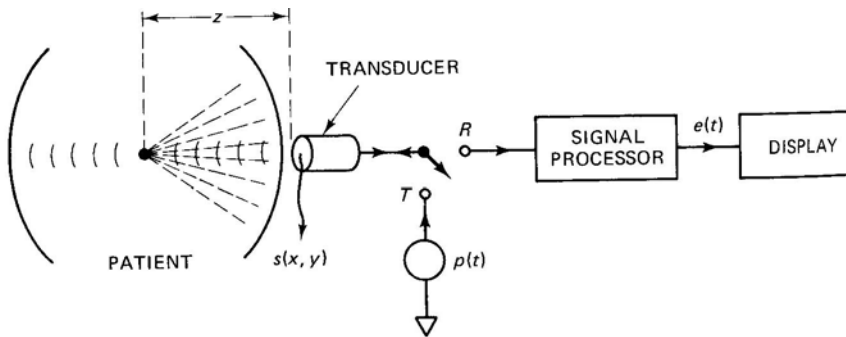 z
TRANSDUCER
R
SIGNAL
PROCESSOR
e(t)
DISPLAY
T
PATIENT
s(x, y)
p(t)